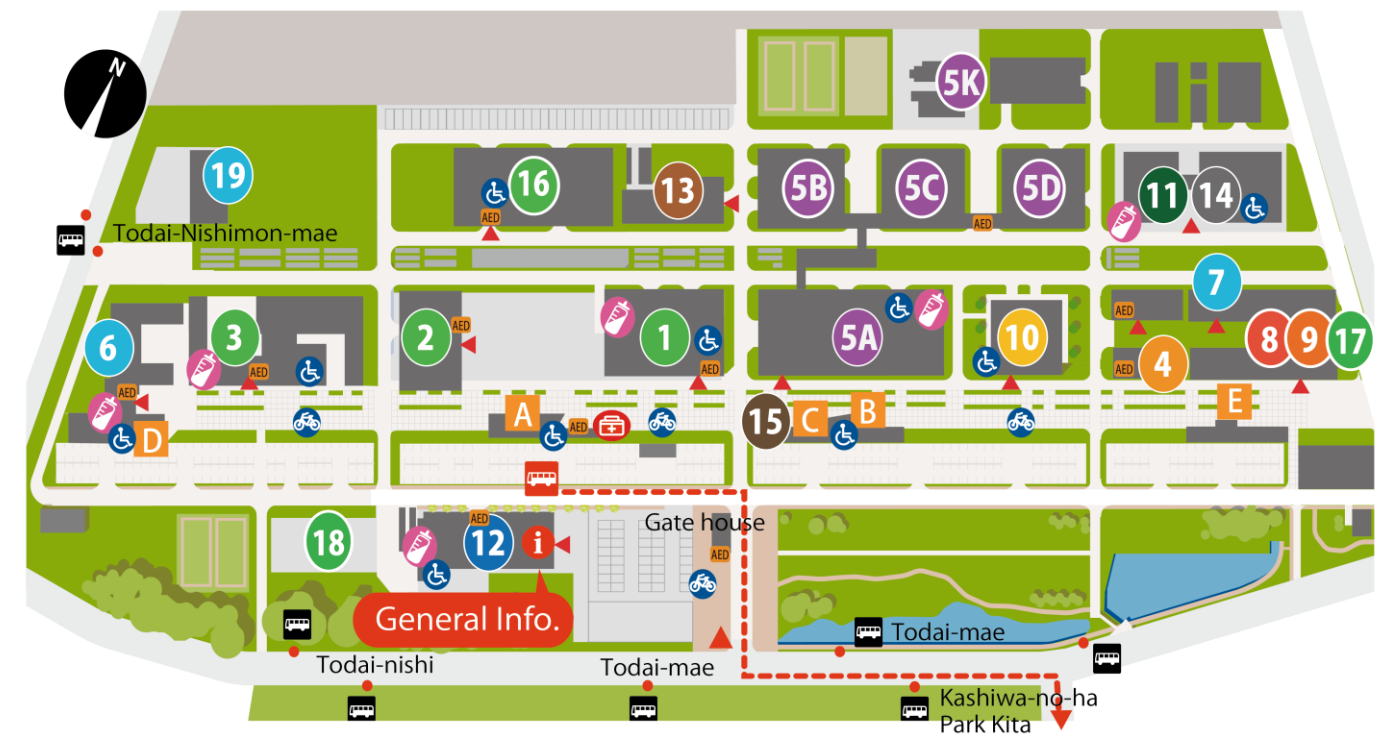 N
5K
19
16
AED
13
5B
5C
5D
AED
11
14
Todai-Nishimon-mae
7
6
3
AED
2
AED
1
AED
5A
10
AED
AED
4
8
9
17
AED
D
A
AED
15
C
B
E
Gate house
18
AED
12
i
AED
General Info.
Todai-nishi
Todai-mae
Todai-mae
Kashiwa-no-ha
Park Kita